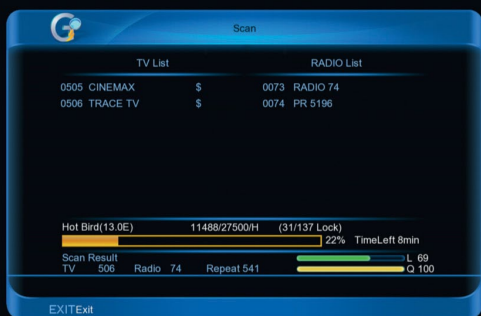 Scan
TV List RADIO List
0505 CINEMAX $ 0073 RADIO 74
0506 TRACE TV $ 0074 PR 5196
Hot Bird(13.0E) 11488/27500/H (31/137 Lock)
22% TimeLeft 8min
Scan Result L 69
TV 506 Radio 74 Repeat 541 Q 100
EXITExit